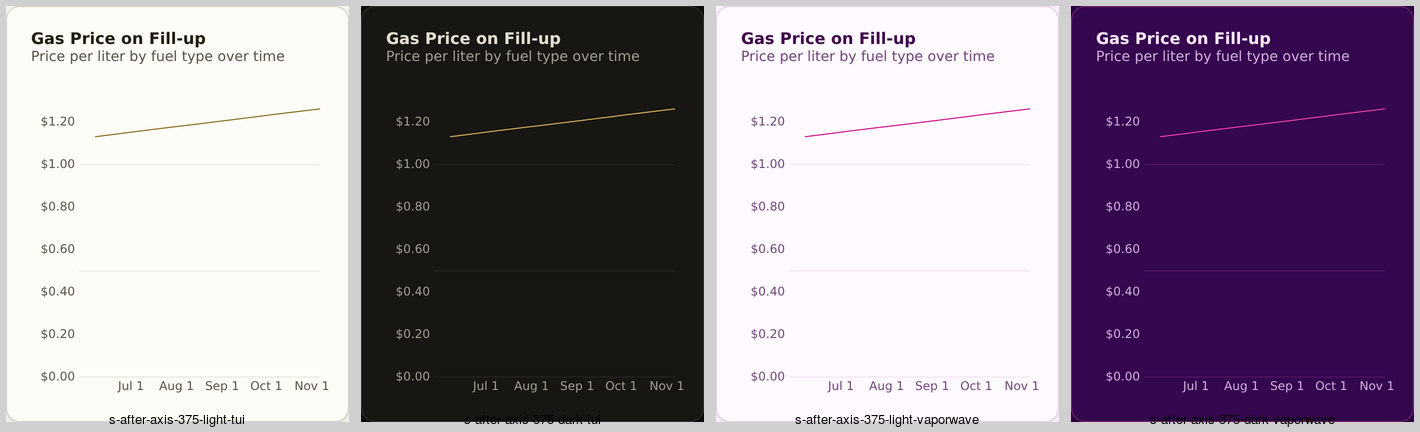 Gas Price on Fill-up
Price per liter by fuel type over time
$1.20
$1.00
$0.80
$0.60
$0.40
$0.20
$0.00
Jul 1 Aug 1 Sep 1 Oct 1 Nov 1
s-after-axis-375-light-tui
Gas Price on Fill-up
Price per liter by fuel type over time
$1.20
$1.00
$0.80
$0.60
$0.40
$0.20
$0.00
Jul 1 Aug 1 Sep 1 Oct 1 Nov 1
s-after-axis-375-dark-tui
Gas Price on Fill-up
Price per liter by fuel type over time
$1.20
$1.00
$0.80
$0.60
$0.40
$0.20
$0.00
Jul 1 Aug 1 Sep 1 Oct 1 Nov 1
s-after-axis-375-light-vaporwave
Gas Price on Fill-up
Price per liter by fuel type over time
$1.20
$1.00
$0.80
$0.60
$0.40
$0.20
$0.00
Jul 1 Aug 1 Sep 1 Oct 1 Nov 1
s-after-axis-375-dark-vaporwave